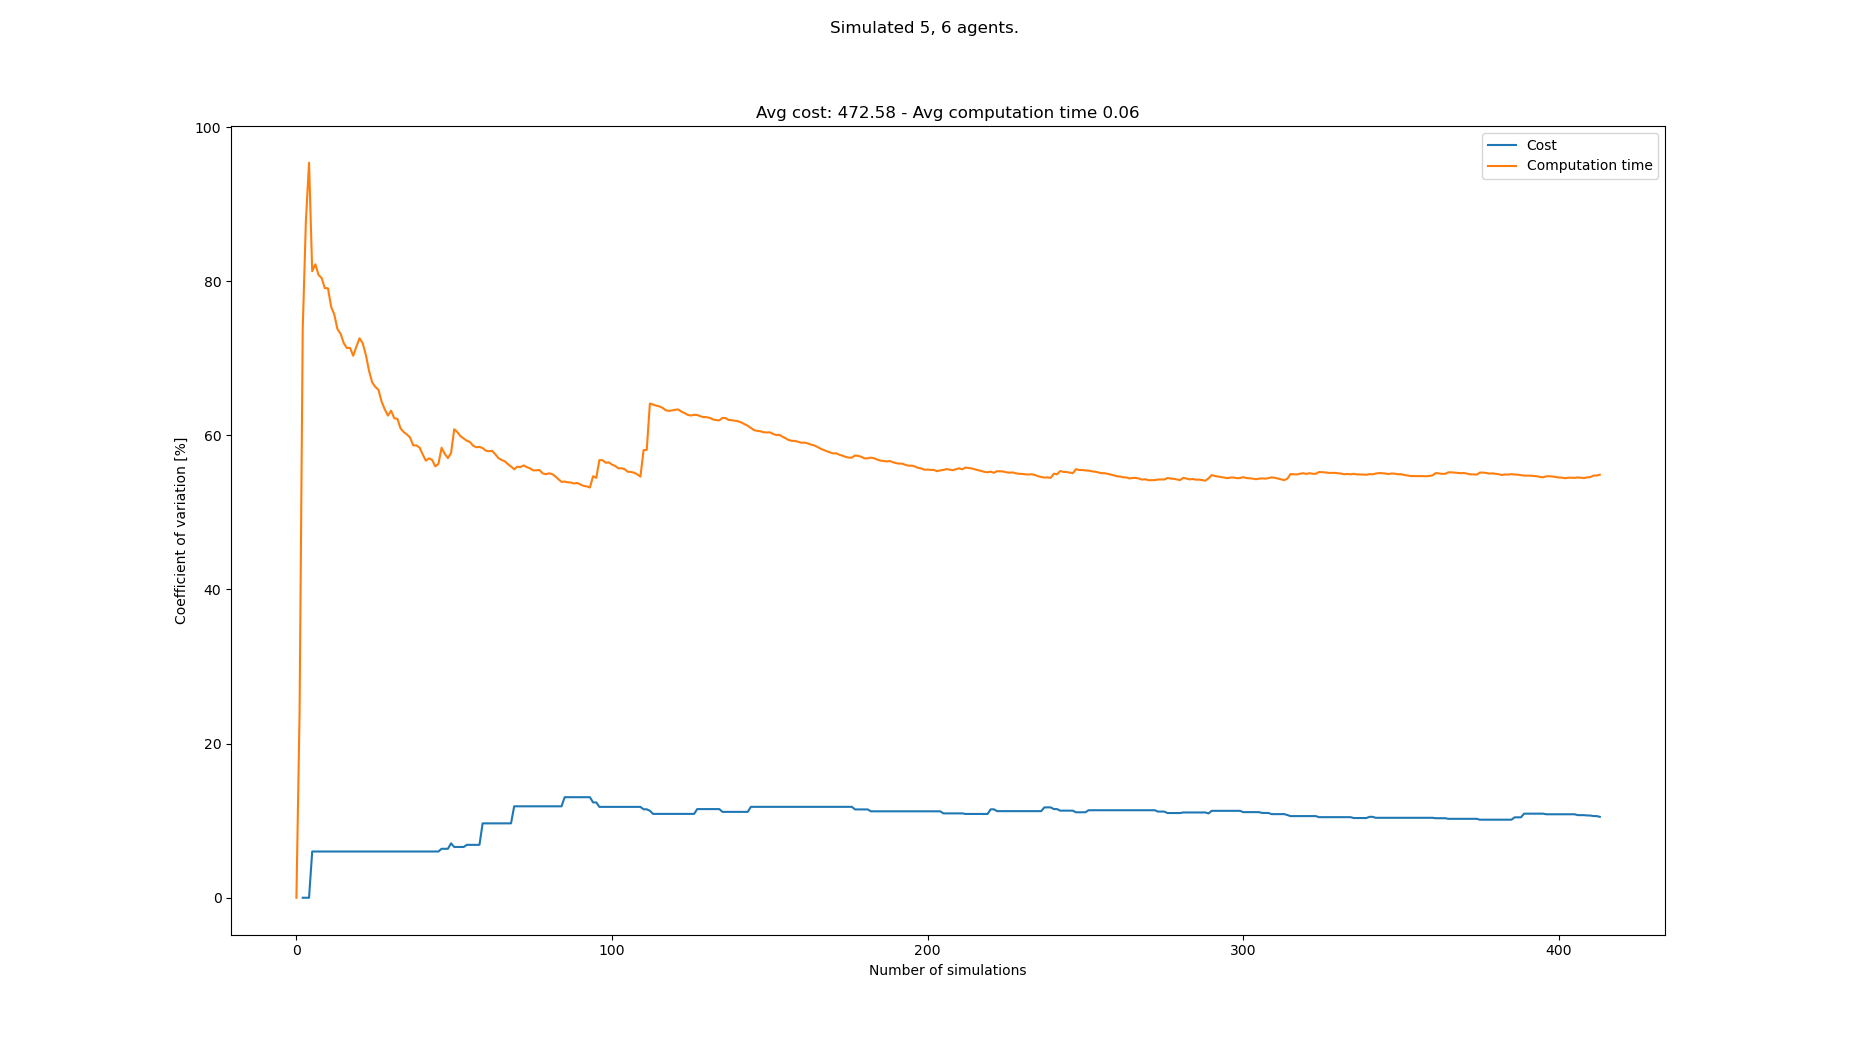 Simulated 5, 6 agents.
Avg cost: 472.58 - Avg computation time 0.06
Cost
Computation time
Coefficient of variation [%]
100
80
60
40
20
0
0 100 200 300 400
Number of simulations